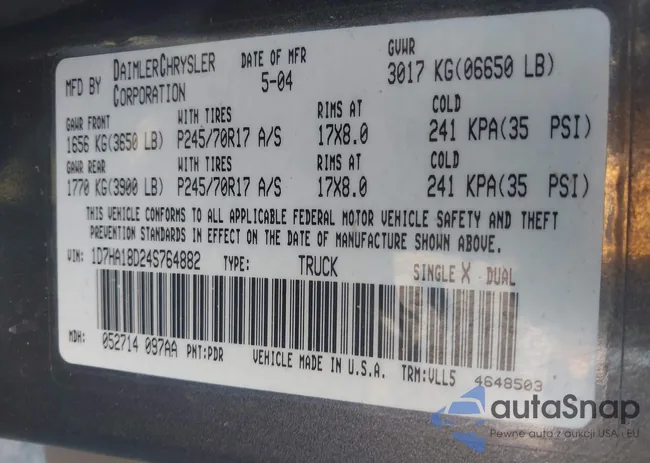 MFD BY DAIMLERCHRYSLER CORPORATION
DATE OF MFR 5-04
GVWR 3017 KG(06650 LB)
GAWR FRONT WITH TIRES RIMS AT COLD
1656 KG(3650 LB) P245/70R17 A/S 17X8.0 241 KPA(35 PSI)
GAWR REAR WITH TIRES RIMS AT COLD
1770 KG(3900 LB) P245/70R17 A/S 17X8.0 241 KPA(35 PSI)
THIS VEHICLE CONFORMS TO ALL APPLICABLE FEDERAL MOTOR VEHICLE SAFETY AND THEFT
PREVENTION STANDARDS IN EFFECT ON THE DATE OF MANUFACTURE SHOWN ABOVE.
VIN: 1D7HA18D24S764882 TYPE: TRUCK SINGLE X DUAL
MDH: 052714 097AA PNT:PDR VEHICLE MADE IN U.S.A. TRM:VLL5 4648503
autaSnap
Pewne auta z aukcji USA i EU